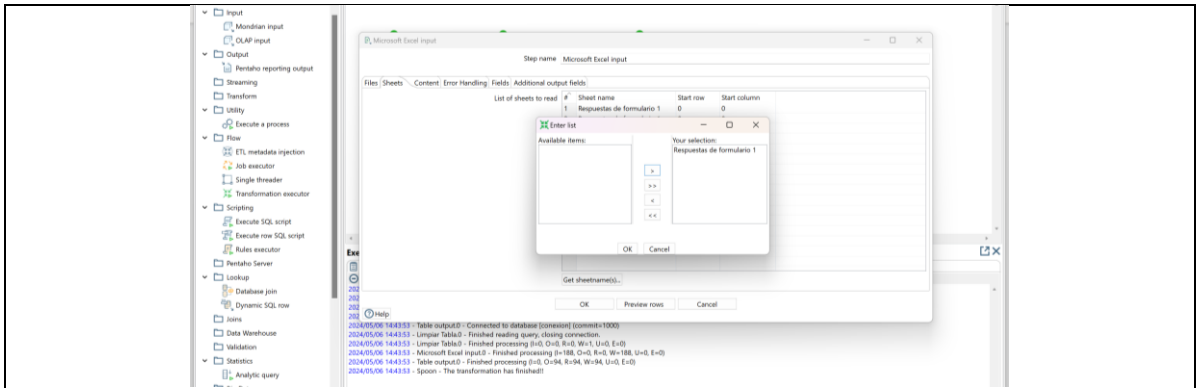 Input
Mondrian input
OLAP input
Output
Pentaho reporting output
Streaming
Transform
Utility
Execute a process
Flow
ETL metadata injection
Job executor
Single threader
Transformation executor
Scripting
Execute SQL script
Execute row SQL script
Rules executor
Pentaho Server
Lookup
Database join
Dynamic SQL row
Joins
Data Warehouse
Validation
Statistics
Analytic query
Microsoft Excel input
Step name Microsoft Excel input
Files Sheets Content Error Handling Fields Additional output fields
List of sheets to read # Sheet name Start row Start column
1 Respuestas de formulario 1 0 0
Enter list
Available items: Your selection:
Respuestas de formulario 1
>
>>
<
<<
OK Cancel
Get sheetname(s)...
OK Preview rows Cancel
Help
Exe
202
202
202
2024/05/06 14:43:53 - Table output.0 - Connected to database [conexion] (commit=1000)
2024/05/06 14:43:53 - Limpiar Tabla.0 - Finished reading query, closing connection.
2024/05/06 14:43:53 - Limpiar Tabla.0 - Finished processing (I=0, O=0, R=0, W=1, U=0, E=0)
2024/05/06 14:43:53 - Microsoft Excel input.0 - Finished processing (I=188, O=0, R=0, W=188, U=0, E=0)
2024/05/06 14:43:53 - Table output.0 - Finished processing (I=0, O=94, R=94, W=94, U=0, E=0)
2024/05/06 14:43:53 - Spoon - The transformation has finished!!